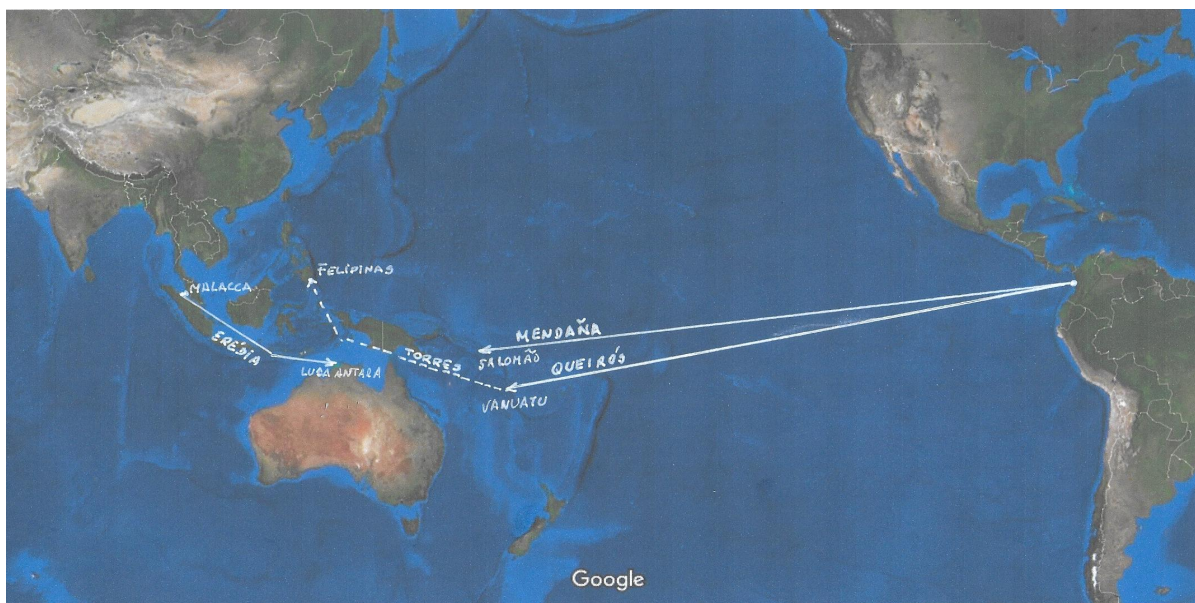 FELIPINAS
MALACCA
MENDAÑA
SALOMÃO
ERÉDIA
TORRES
QUEIRÓS
LUCA ANTARA
VANUATU
Google